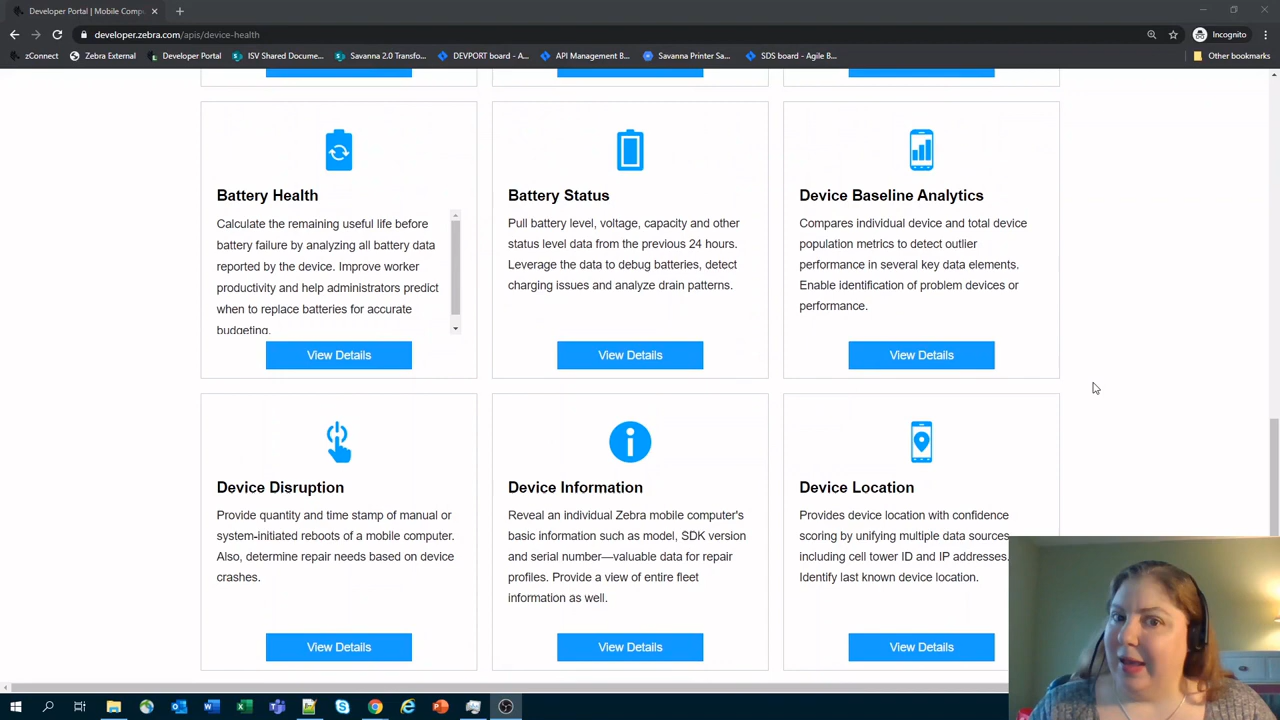 Developer Portal | Mobile Comp
developer.zebra.com/apis/device-health
Incognito
zConnect
Zebra External
Developer Portal
ISV Shared Docume...
Savanna 2.0 Transfo...
DEVPORT board - A...
API Management B...
Savanna Printer Sa...
SDS board - Agile B...
Other bookmarks
Battery Health
Calculate the remaining useful life before
battery failure by analyzing all battery data
reported by the device. Improve worker
productivity and help administrators predict
when to replace batteries for accurate
budgeting.
View Details
Battery Status
Pull battery level, voltage, capacity and other
status level data from the previous 24 hours.
Leverage the data to debug batteries, detect
charging issues and analyze drain patterns.
View Details
Device Baseline Analytics
Compares individual device and total device
population metrics to detect outlier
performance in several key data elements.
Enable identification of problem devices or
performance.
View Details
Device Disruption
Provide quantity and time stamp of manual or
system-initiated reboots of a mobile computer.
Also, determine repair needs based on device
crashes.
View Details
Device Information
Reveal an individual Zebra mobile computer's
basic information such as model, SDK version
and serial number—valuable data for repair
profiles. Provide a view of entire fleet
information as well.
View Details
Device Location
Provides device location with confidence
scoring by unifying multiple data sources
including cell tower ID and IP addresses.
Identify last known device location.
View Details